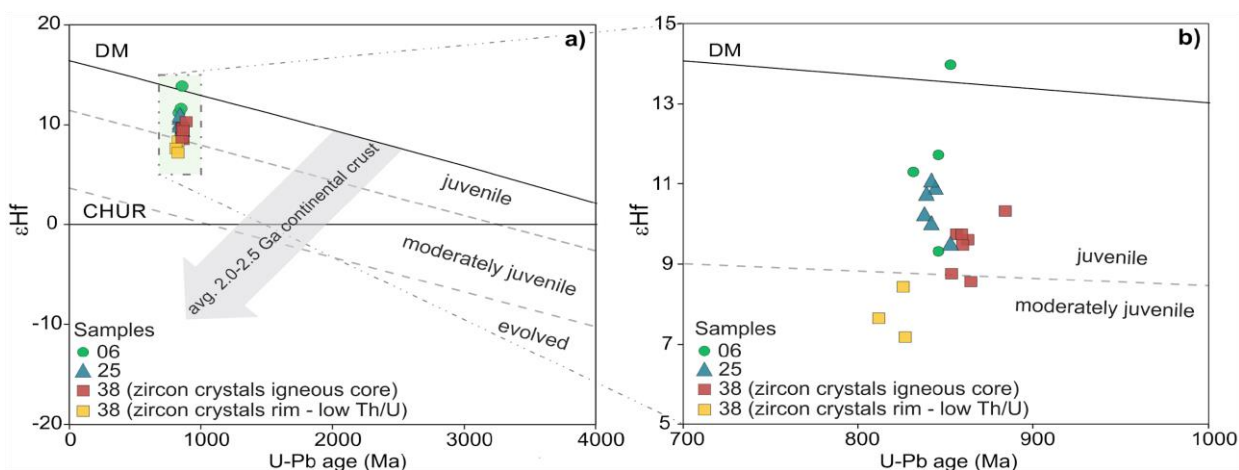 a)
20
DM
10
juvenile
avg. 2.0-2.5 Ga continental crust
CHUR
0
εHf
moderately juvenile
-10
evolved
Samples
06
25
38 (zircon crystals igneous core)
38 (zircon crystals rim - low Th/U)
-20
0
1000
2000
3000
4000
U-Pb age (Ma)
b)
15
DM
13
11
εHf
9
juvenile
moderately juvenile
7
Samples
06
25
38 (zircon crystals igneous core)
38 (zircon crystals rim - low Th/U)
5
700
800
900
1000
U-Pb age (Ma)